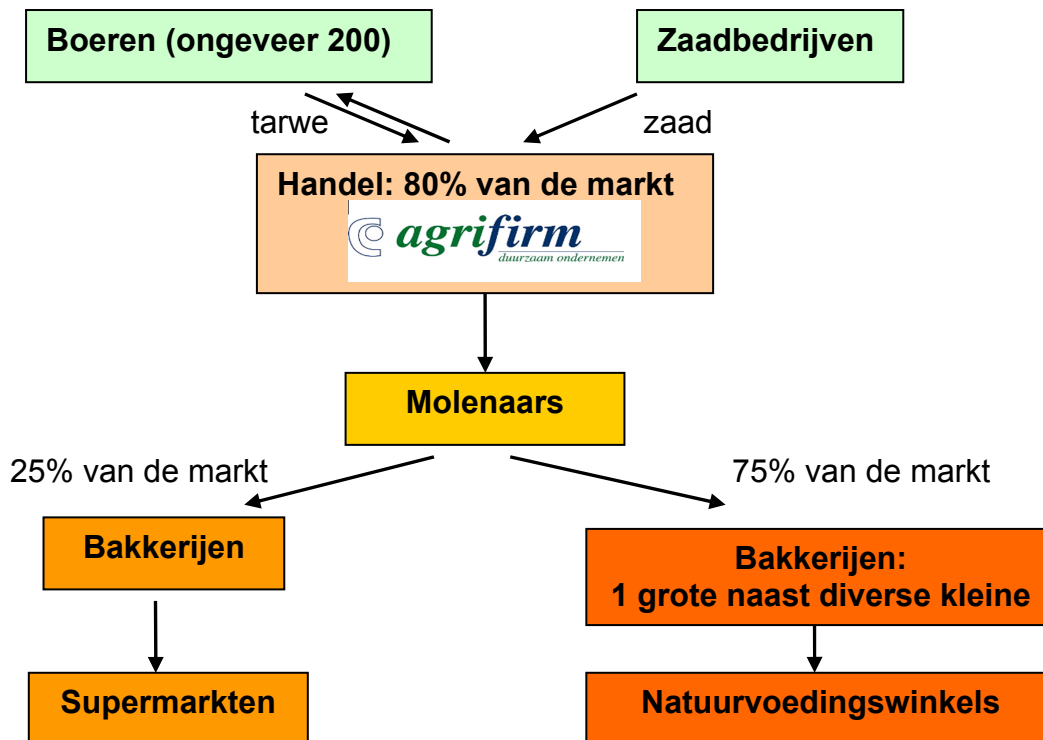 Boeren (ongeveer 200)
Zaadbedrijven
tarwe
zaad
Handel: 80% van de markt
agrifirm
duurzaam ondernemen
Molenaars
25% van de markt
75% van de markt
Bakkerijen
Bakkerijen:
1 grote naast diverse kleine
Supermarkten
Natuurvoedingswinkels